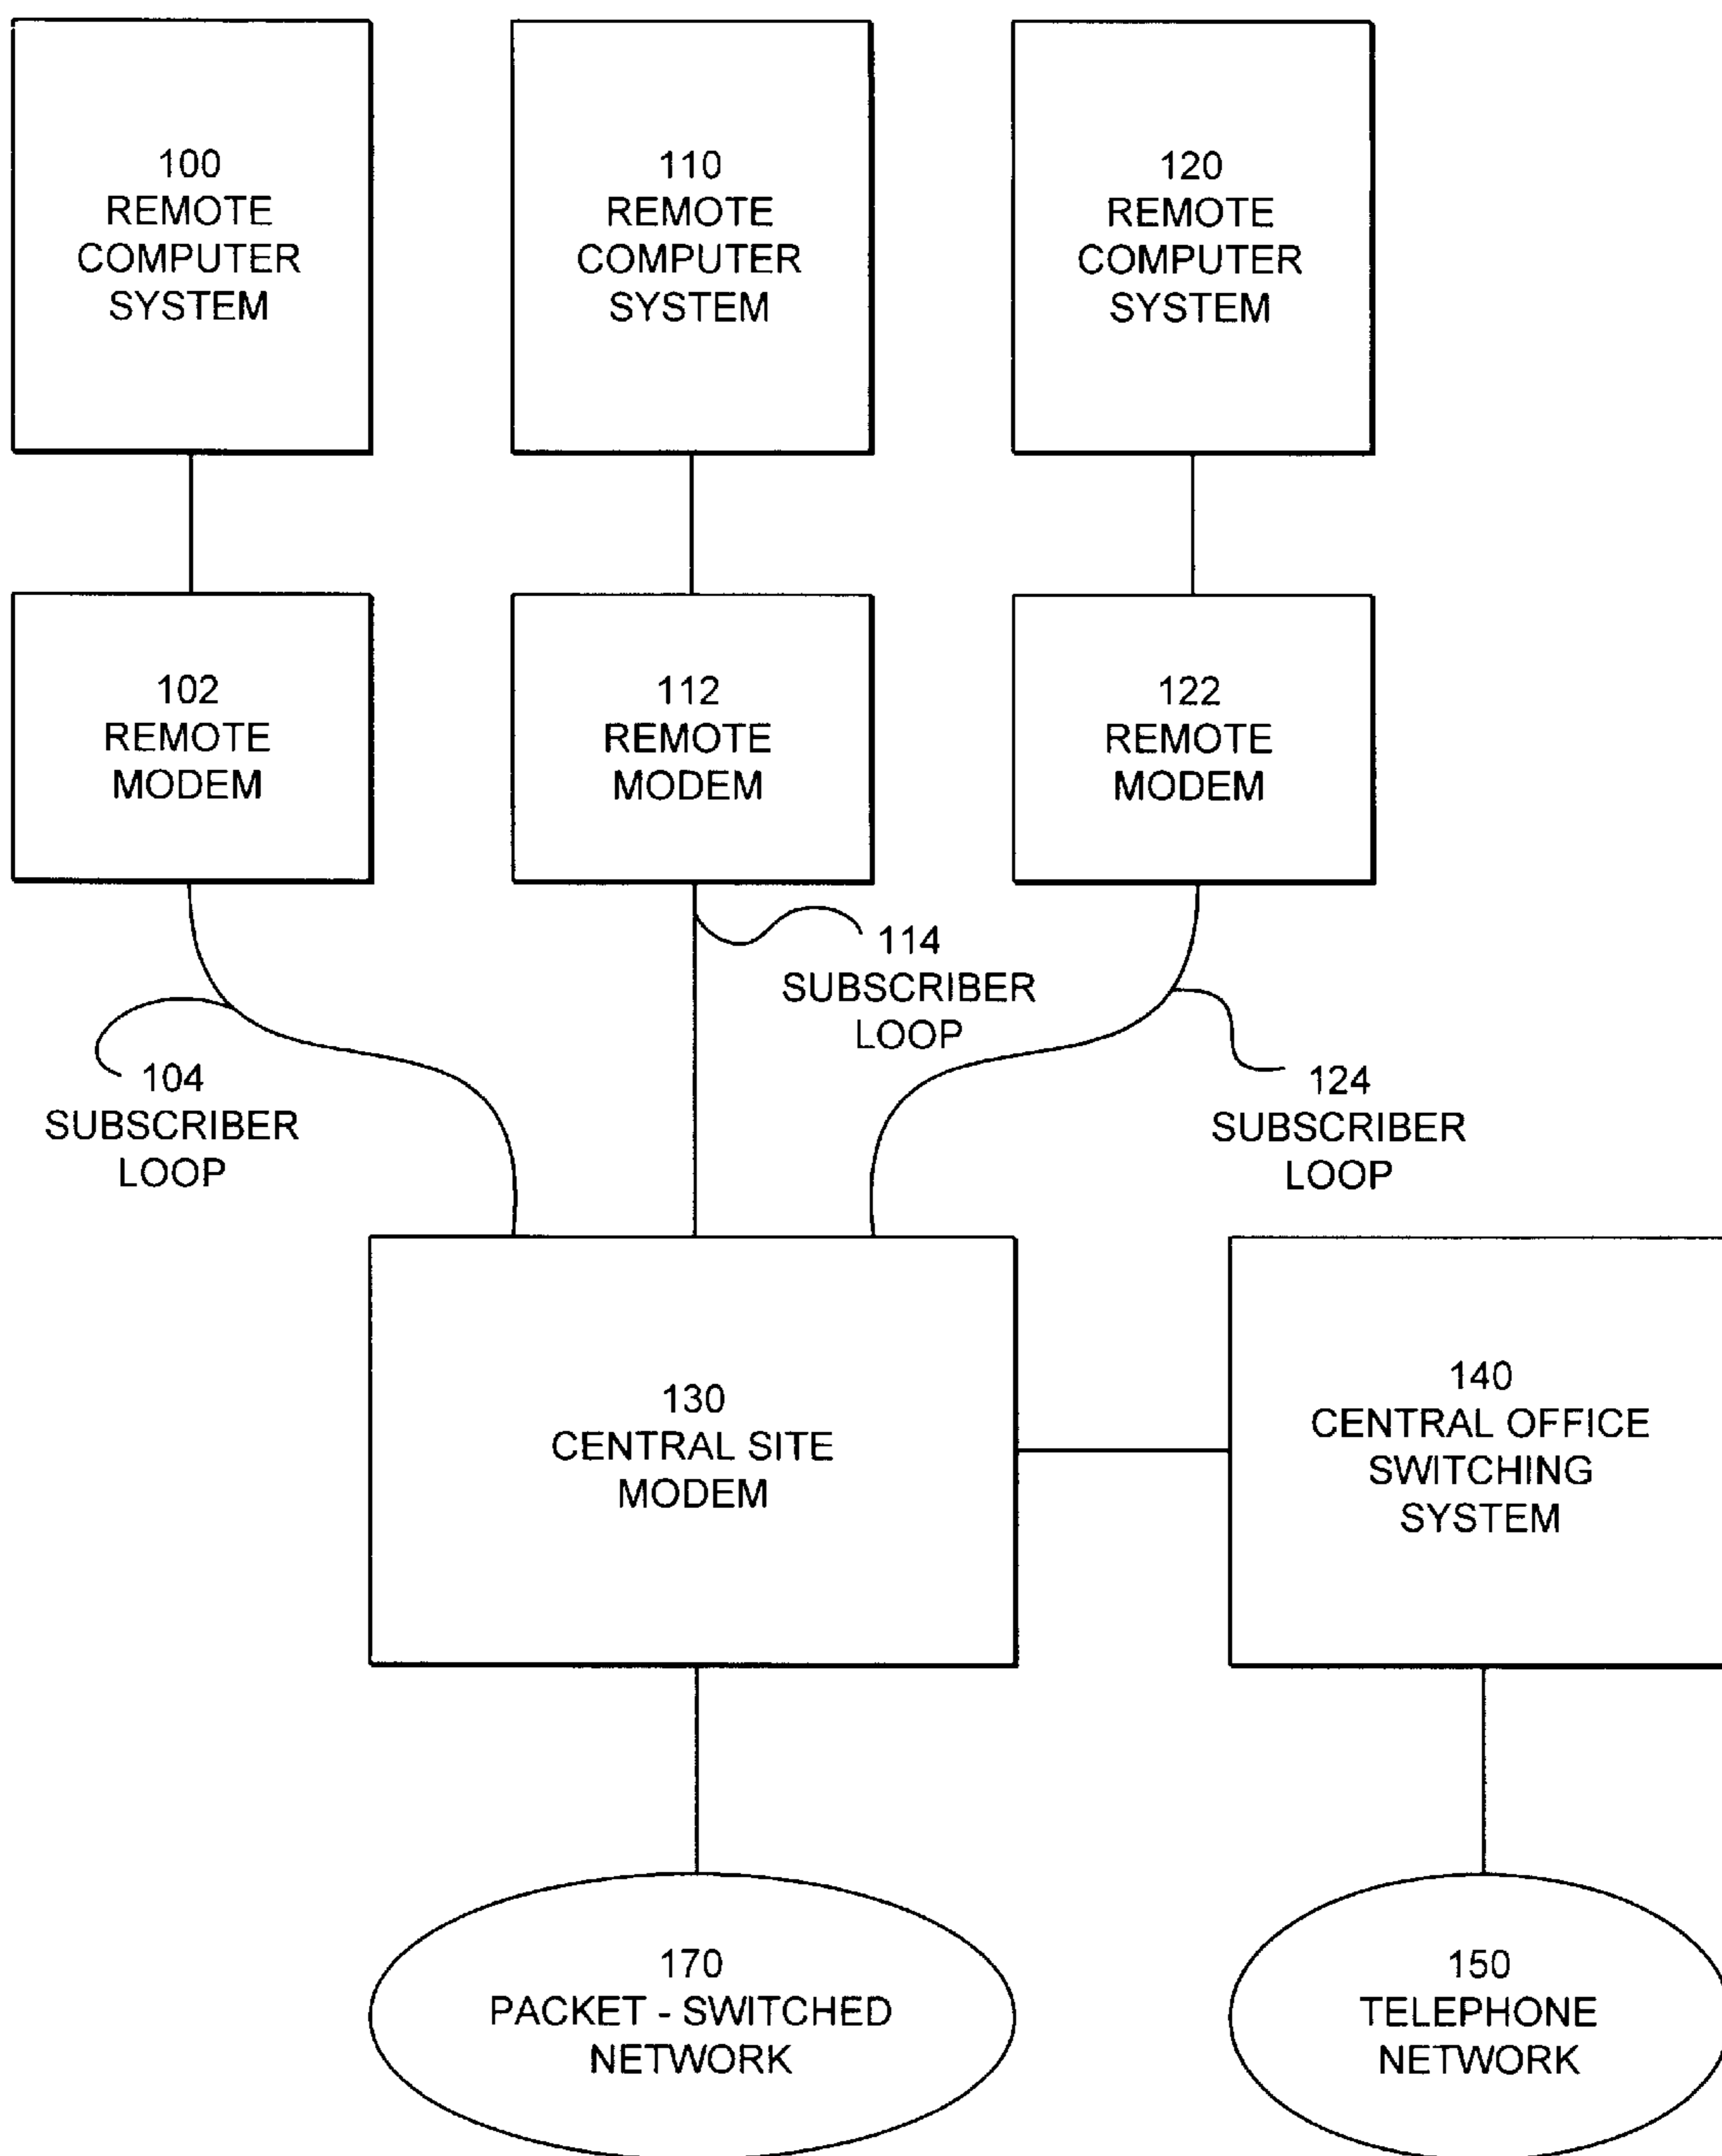 100
REMOTE
COMPUTER
SYSTEM
110
REMOTE
COMPUTER
SYSTEM
120
REMOTE
COMPUTER
SYSTEM
102
REMOTE
MODEM
112
REMOTE
MODEM
122
REMOTE
MODEM
104
SUBSCRIBER
LOOP
114
SUBSCRIBER
LOOP
124
SUBSCRIBER
LOOP
130
CENTRAL SITE
MODEM
140
CENTRAL OFFICE
SWITCHING
SYSTEM
170
PACKET - SWITCHED
NETWORK
150
TELEPHONE
NETWORK